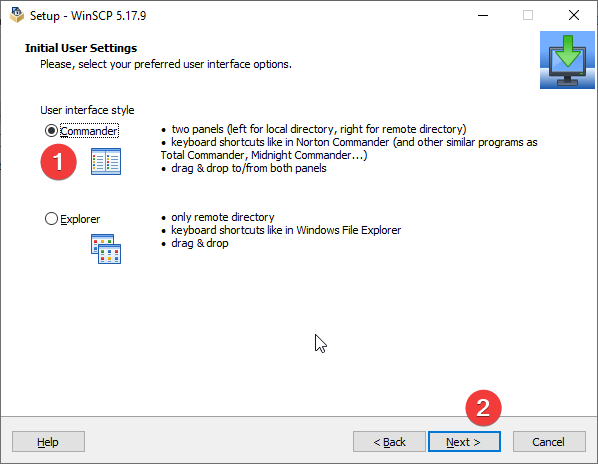 Setup - WinSCP 5.17.9
Initial User Settings
Please, select your preferred user interface options.
User interface style
Commander
• two panels (left for local directory, right for remote directory)
• keyboard shortcuts like in Norton Commander (and other similar programs as
Total Commander, Midnight Commander...)
• drag & drop to/from both panels
1
Explorer
• only remote directory
• keyboard shortcuts like in Windows File Explorer
• drag & drop
2
Help
< Back
Next >
Cancel